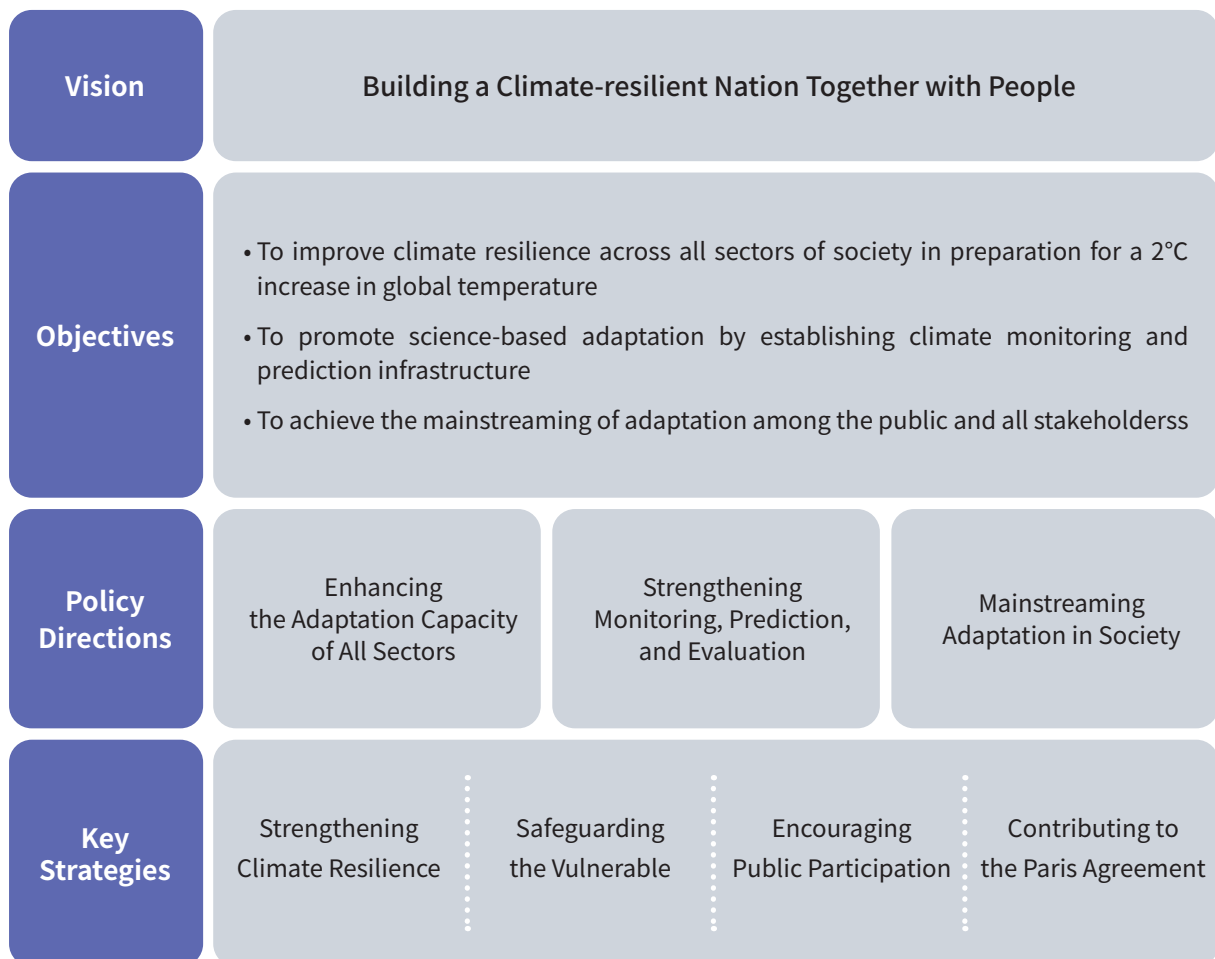 Vision
Building a Climate-resilient Nation Together with People
Objectives
• To improve climate resilience across all sectors of society in preparation for a 2°C
increase in global temperature
• To promote science-based adaptation by establishing climate monitoring and
prediction infrastructure
• To achieve the mainstreaming of adaptation among the public and all stakeholderss
Policy
Directions
Enhancing
the Adaptation Capacity
of All Sectors
Strengthening
Monitoring, Prediction,
and Evaluation
Mainstreaming
Adaptation in Society
Key
Strategies
Strengthening
Climate Resilience
Safeguarding
the Vulnerable
Encouraging
Public Participation
Contributing to
the Paris Agreement